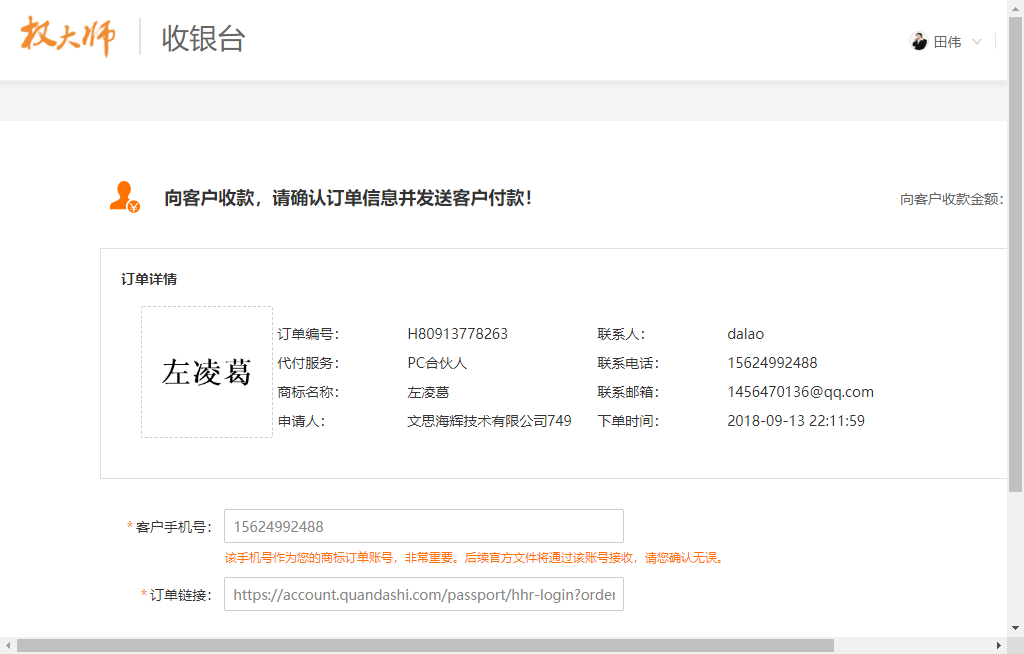 权大师 收银台 田伟
向客户收款，请确认订单信息并发送客户付款！ 向客户收款金额：
订单详情
左凌葛
订单编号： H80913778263 联系人： dalao
代付服务： PC合伙人 联系电话： 15624992488
商标名称： 左凌葛 联系邮箱： 1456470136@qq.com
申请人： 文思海辉技术有限公司749 下单时间： 2018-09-13 22:11:59
*客户手机号： 15624992488
该手机号作为您的商标订单账号，非常重要。后续官方文件将通过该账号接收，请您确认无误。
*订单链接： https://account.quandashi.com/passport/hhr-login?order